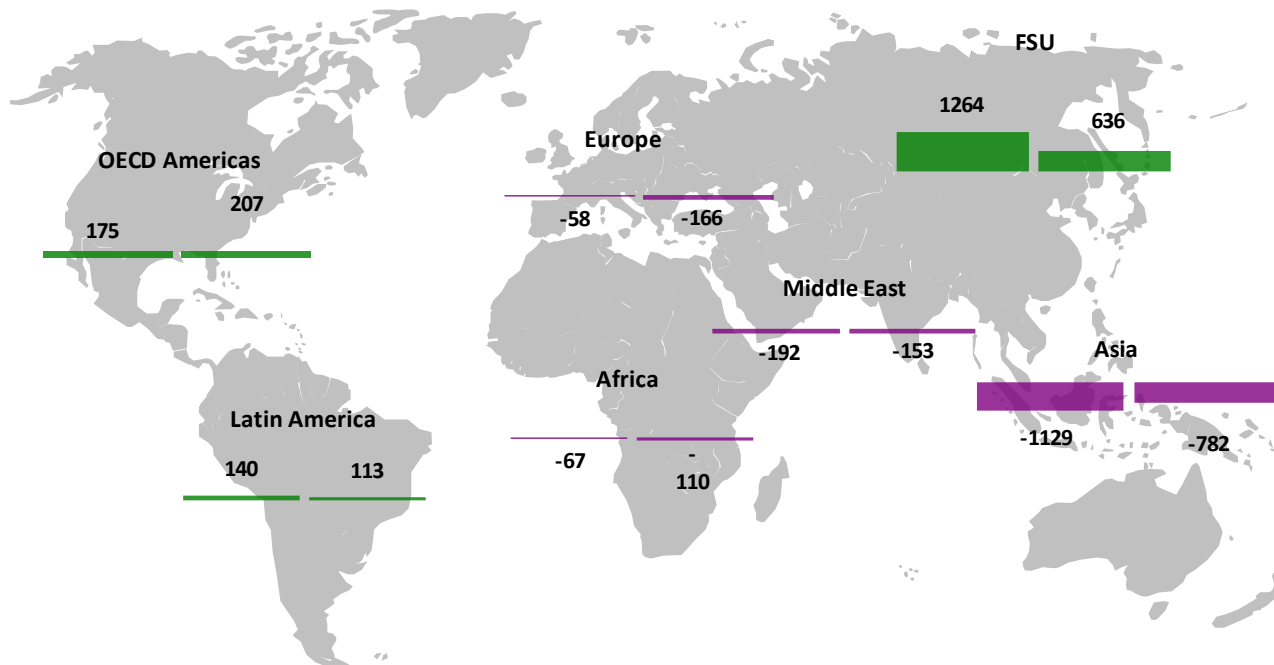 FSU
1264
636
Europe
-58
-166
OECD Americas
175
207
Middle East
-192
-153
Asia
-1129
-782
Africa
-67
-
110
Latin America
140
113